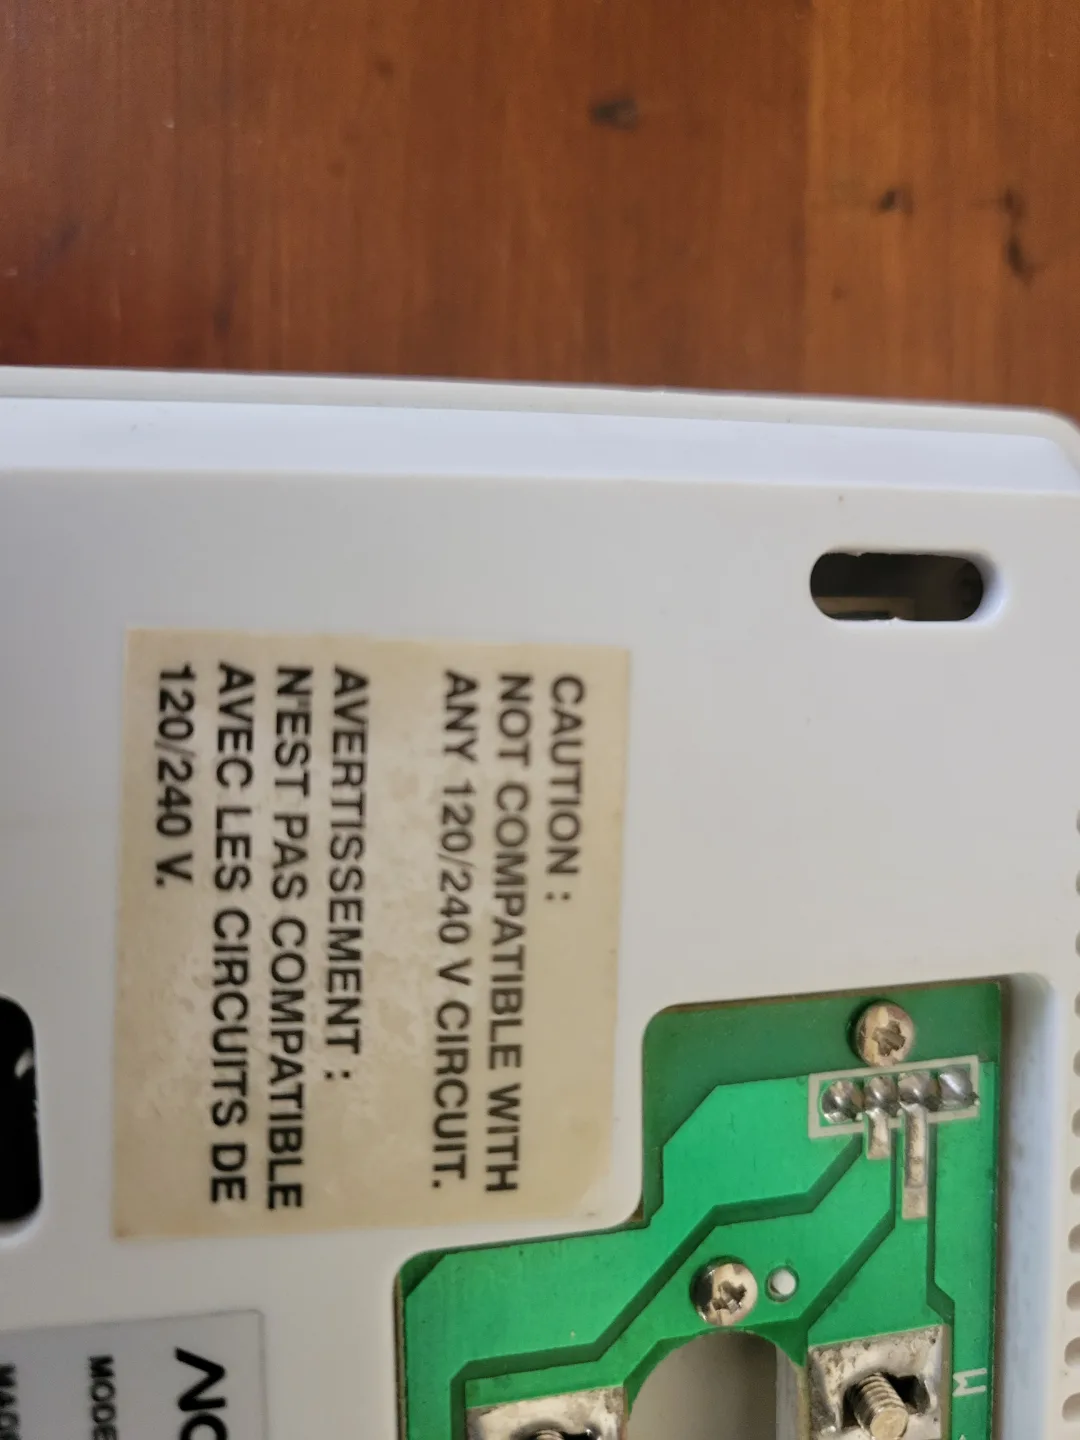 CAUTION :
NOT COMPATIBLE WITH
ANY 120/240 V CIRCUIT.
AVERTISSEMENT :
N'EST PAS COMPATIBLE
AVEC LES CIRCUITS DE
120/240 V.
W